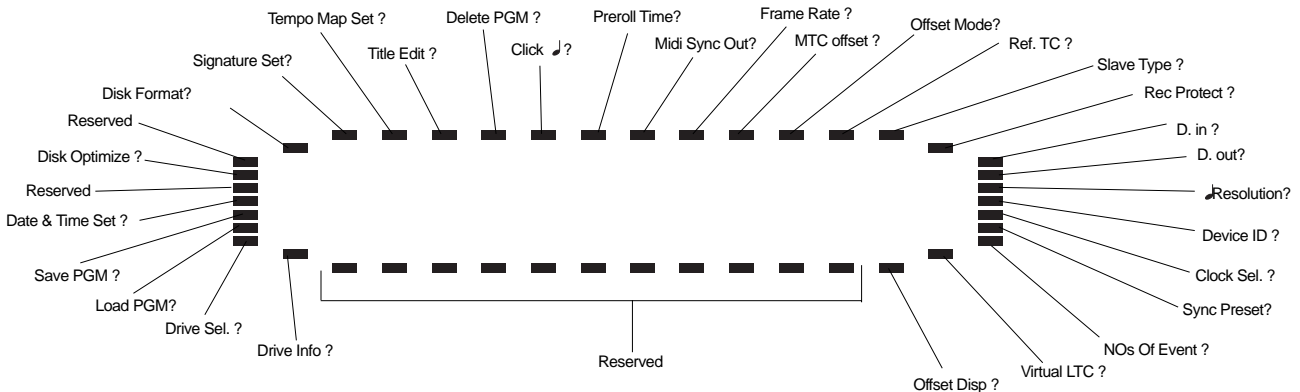 Tempo Map Set ?
Delete PGM ?
Preroll Time?
Frame Rate ?
Offset Mode?
Signature Set?
Title Edit ?
Click ♩?
Midi Sync Out?
MTC offset ?
Ref. TC ?
Slave Type ?
Disk Format?
Rec Protect ?
Reserved
D. in ?
Disk Optimize ?
D. out?
Reserved
♩Resolution?
Date & Time Set ?
Device ID ?
Save PGM ?
Clock Sel. ?
Load PGM?
Sync Preset?
Drive Sel. ?
Drive Info ?
Reserved
NOs Of Event ?
Virtual LTC ?
Offset Disp ?